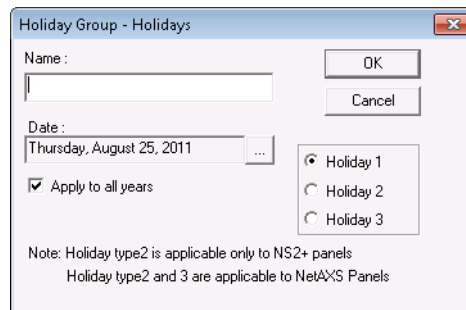 Holiday Group - Holidays
Name :
OK
Cancel
Date :
Thursday, August 25, 2011
...
Apply to all years
Holiday 1
Holiday 2
Holiday 3
Note: Holiday type2 is applicable only to NS2+ panels
Holiday type2 and 3 are applicable to NetAXS Panels